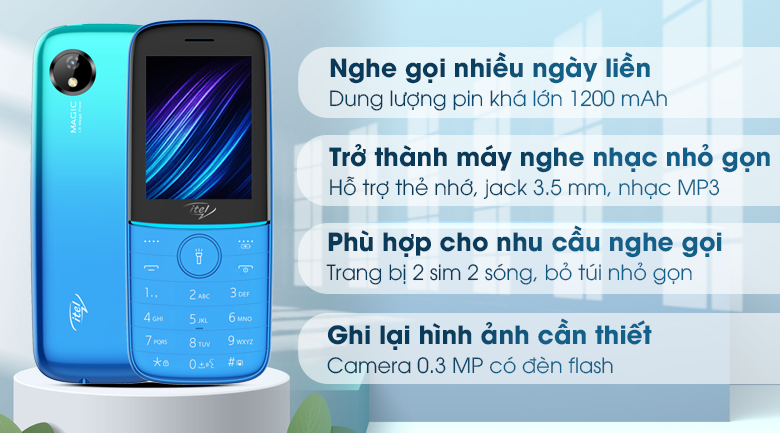 MAGIC
itel
itel
1..
2 ABC
3 DEF
4 GHI
5 JKL
6 MNO
7 PQRS
8 TUV
9 WXYZ
*
0
#
Nghe gọi nhiều ngày liền
Dung lượng pin khá lớn 1200 mAh
Trở thành máy nghe nhạc nhỏ gọn
Hỗ trợ thẻ nhớ, jack 3.5 mm, nhạc MP3
Phù hợp cho nhu cầu nghe gọi
Trang bị 2 sim 2 sóng, bỏ túi nhỏ gọn
Ghi lại hình ảnh cần thiết
Camera 0.3 MP có đèn flash